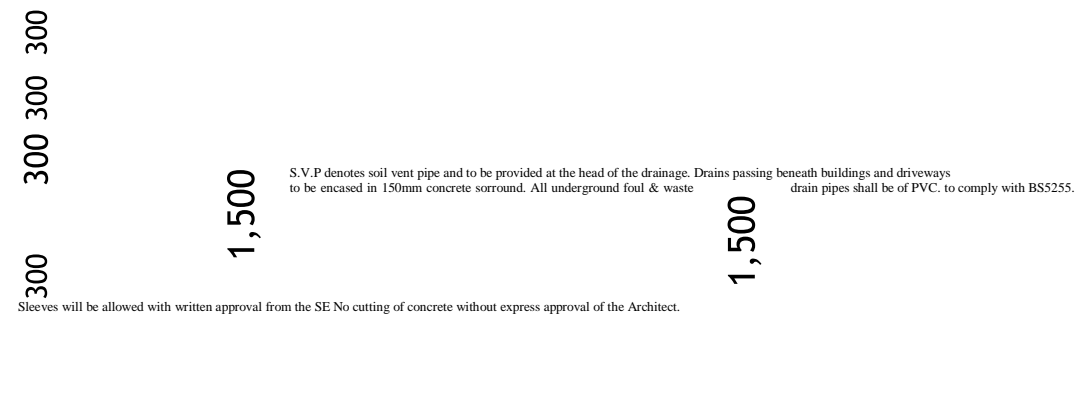 300
300
300
S.V.P denotes soil vent pipe and to be provided at the head of the drainage. Drains passing beneath buildings and driveways
to be encased in 150mm concrete sorround. All underground foul & waste drain pipes shall be of PVC. to comply with BS5255.
1,500
1,500
300
Sleeves will be allowed with written approval from the SE No cutting of concrete without express approval of the Architect.